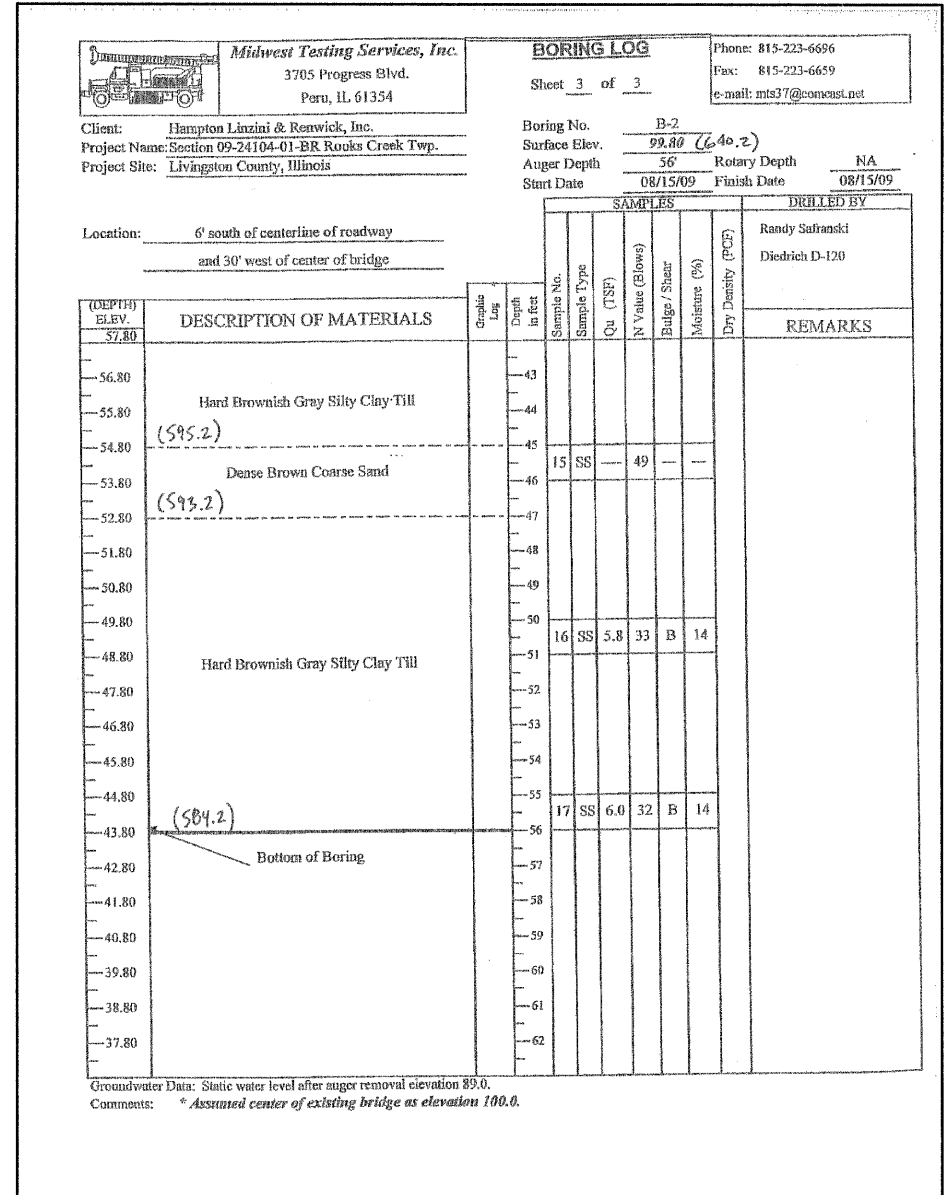 Midwest Testing Services, Inc.
3705 Progress Blvd.
Peru, IL 61354
BORING LOG
Sheet 3 of 3
Phone: 815-223-6696
Fax: 815-223-6659
e-mail: mts37@comcast.net
Client: Hampton Linzini & Renwick, Inc.
Project Name: Section 09-24104-01-BR Rooks Creek Twp.
Project Site: Livingston County, Illinois
Boring No. B-2
Surface Elev. 99.80 (640.2)
Auger Depth 56' Rotary Depth NA
Start Date 08/15/09 Finish Date 08/15/09
Location: 6' south of centerline of roadway
and 30' west of center of bridge
SAMPLES
DRILLED BY
Randy Safranski
Diedrich D-120
(DEPTH) ELEV.
57.80
DESCRIPTION OF MATERIALS
Graphic Log
Depth in feet
Sample No.
Sample Type
Qu (TSF)
N Value (Blows)
Bulge / Shear
Moisture (%)
Dry Density (PCF)
REMARKS
56.80 43
Hard Brownish Gray Silty Clay Till
55.80 44
(595.2)
54.80 45
Dense Brown Coarse Sand
15 SS — 49 — —
53.80 46
(593.2)
52.80 47
51.80 48
50.80 49
49.80 50
16 SS 5.8 33 B 14
48.80 51
Hard Brownish Gray Silty Clay Till
47.80 52
46.80 53
45.80 54
44.80 55
17 SS 6.0 32 B 14
(584.2)
43.80 56
Bottom of Boring
42.80 57
41.80 58
40.80 59
39.80 60
38.80 61
37.80 62
Groundwater Data: Static water level after auger removal elevation 89.0.
Comments: * Assumed center of existing bridge as elevation 100.0.